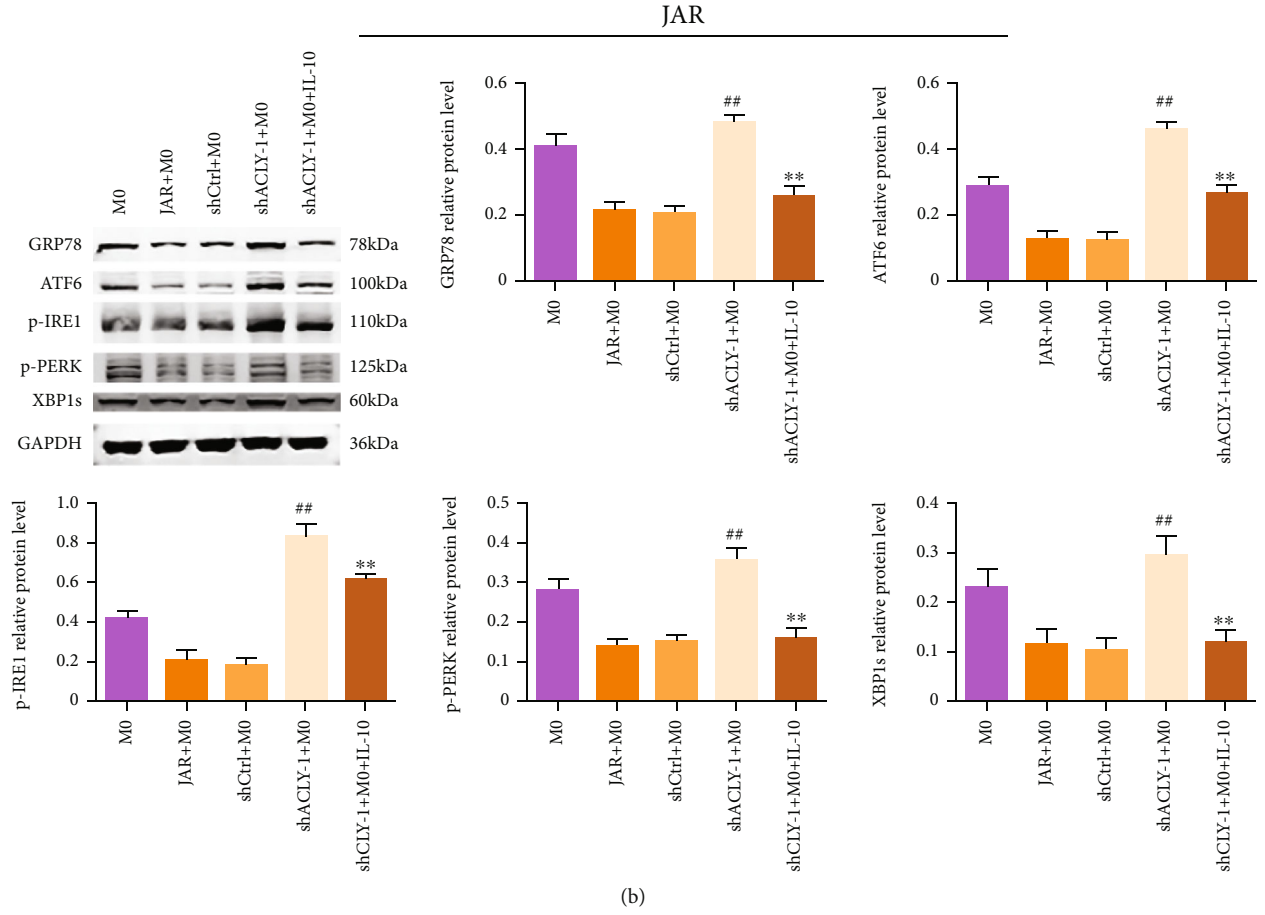 JAR
M0
JAR+M0
shCtrl+M0
shACLY-1+M0
shACLY-1+M0+IL-10
GRP78 78kDa
ATF6 100kDa
p-IRE1 110kDa
p-PERK 125kDa
XBP1s 60kDa
GAPDH 36kDa
GRP78 relative protein level
0.6
0.4
0.2
0
##
**
M0
JAR+M0
shCtrl+M0
shACLY-1+M0
shACLY-1+M0+IL-10
ATF6 relative protein level
0.6
0.4
0.2
0
##
**
M0
JAR+M0
shCtrl+M0
shACLY-1+M0
shACLY-1+M0+IL-10
p-IRE1 relative protein level
1.0
0.8
0.6
0.4
0.2
0
##
**
M0
JAR+M0
shCtrl+M0
shACLY-1+M0
shCLY-1+M0+IL-10
p-PERK relative protein level
0.5
0.4
0.3
0.2
0.1
0
##
**
M0
JAR+M0
shCtrl+M0
shACLY-1+M0
shCLY-1+M0+IL-10
XBP1s relative protein level
0.4
0.3
0.2
0.1
0
##
**
M0
JAR+M0
shCtrl+M0
shACLY-1+M0
shCLY-1+M0+IL-10
(b)